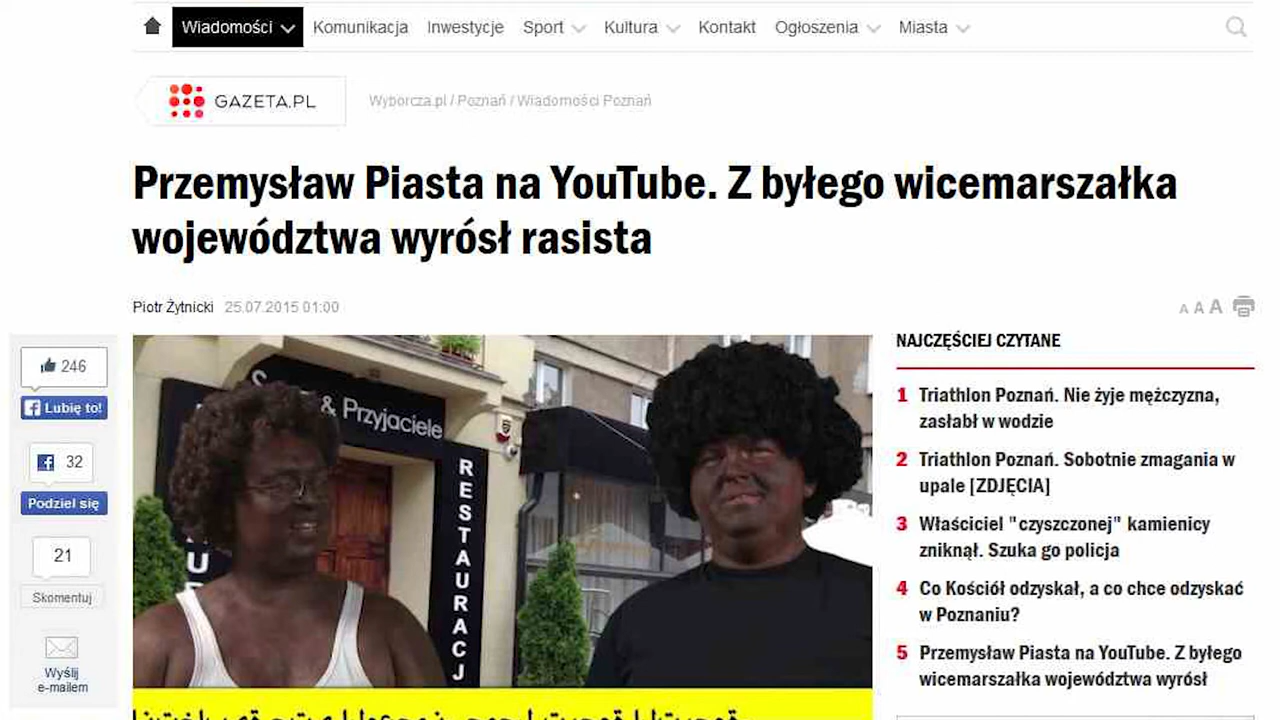 Wiadomości Komunikacja Inwestycje Sport Kultura Kontakt Ogłoszenia Miasta
GAZETA.PL Wyborcza.pl / Poznań / Wiadomości Poznań
Przemysław Piasta na YouTube. Z byłego wicemarszałka
województwa wyrósł rasista
Piotr Żytnicki 25.07.2015 01:00
A A A
246
Lubię to!
32
Podziel się
21
Skomentuj
Wyślij
e-mailem
& Przyjaciele
RESTAURACJ
NAJCZĘŚCIEJ CZYTANE
1 Triathlon Poznań. Nie żyje mężczyzna,
zasłabł w wodzie
2 Triathlon Poznań. Sobotnie zmagania w
upale [ZDJĘCIA]
3 Właściciel "czyszczonej" kamienicy
zniknął. Szuka go policja
4 Co Kościół odzyskał, a co chce odzyskać
w Poznaniu?
5 Przemysław Piasta na YouTube. Z byłego
wicemarszałka województwa wyrósł